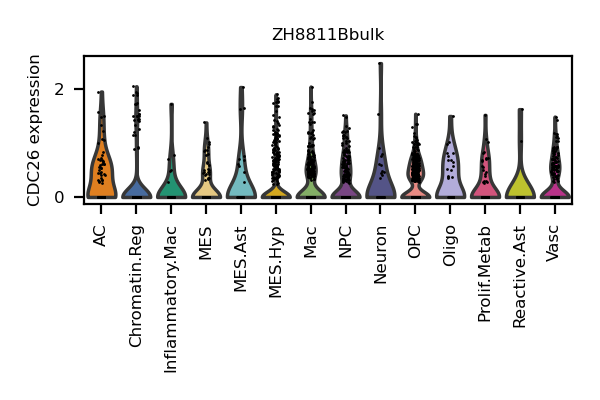 ZH8811Bbulk
CDC26 expression
2
0
AC
Chromatin.Reg
Inflammatory.Mac
MES
MES.Ast
MES.Hyp
Mac
NPC
Neuron
OPC
Oligo
Prolif.Metab
Reactive.Ast
Vasc